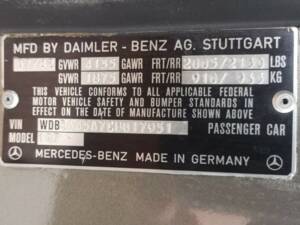 MFD BY DAIMLER - BENZ AG. STUTTGART
GVWR 4135 GAWR FRT/RR LBS
GVWR 1875 GAWR FRT/RR KG
THIS VEHICLE CONFORMS TO ALL APPLICABLE FEDERAL
MOTOR VEHICLE SAFETY AND BUMPER STANDARDS IN
EFFECT ON THE DATE OF MANUFACTURE SHOWN ABOVE
VIN WDB PASSENGER CAR
MERCEDES-BENZ MADE IN GERMANY